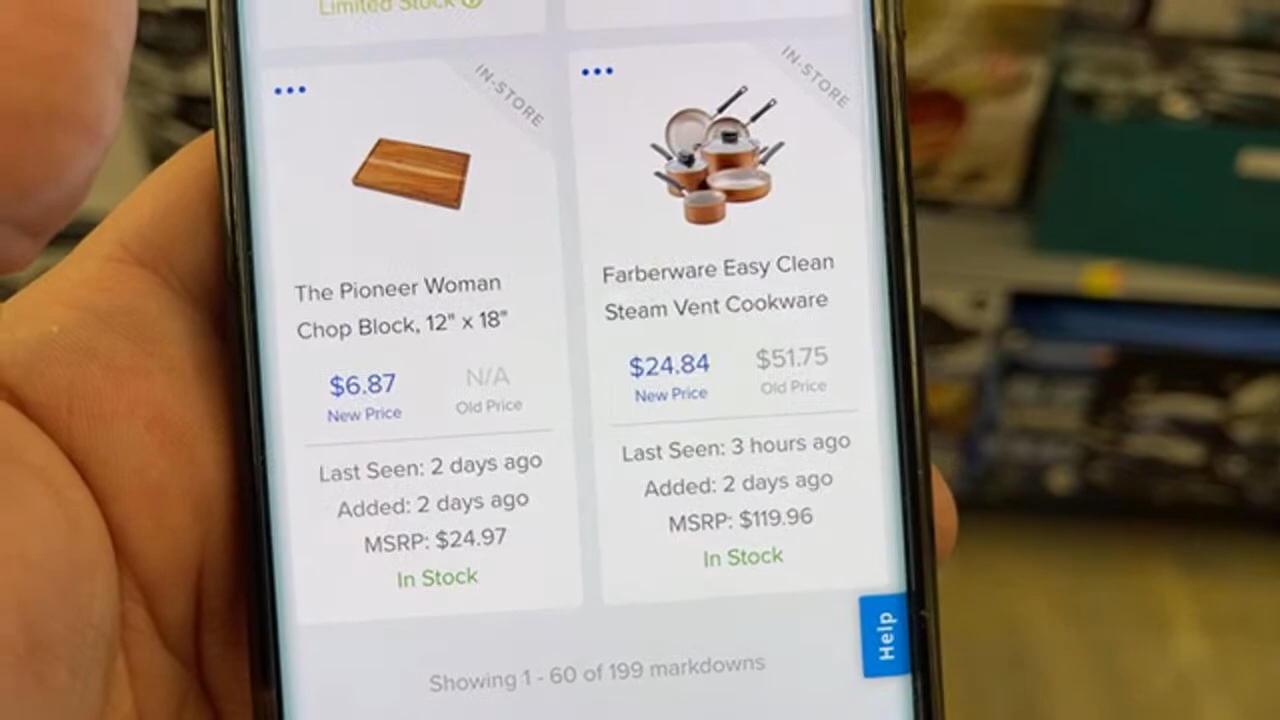 Limited Stock
IN-STORE
The Pioneer Woman
Chop Block, 12" x 18"
$6.87
N/A
New Price
Old Price
Last Seen: 2 days ago
Added: 2 days ago
MSRP: $24.97
In Stock
IN-STORE
Farberware Easy Clean
Steam Vent Cookware
$24.84
$51.75
New Price
Old Price
Last Seen: 3 hours ago
Added: 2 days ago
MSRP: $119.96
In Stock
Help
Showing 1 - 60 of 199 markdowns